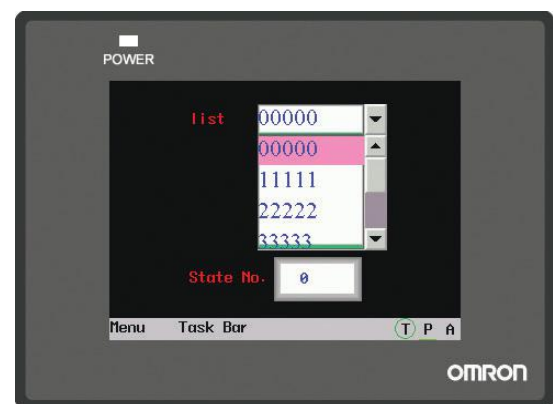 POWER
list
00000
00000
11111
22222
33333
State No. 0
Menu Task Bar T P A
OMRON